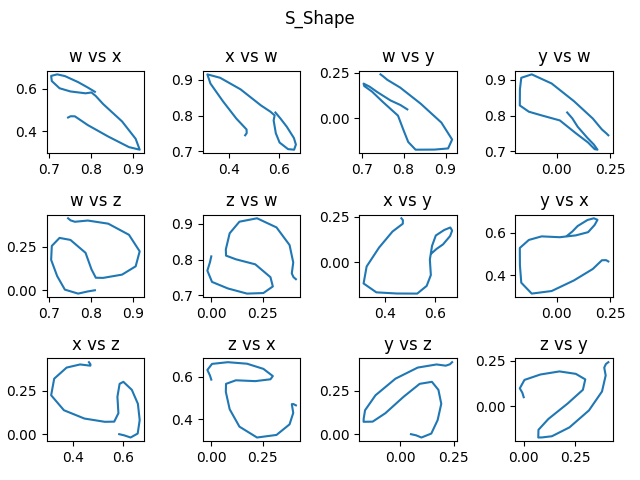 S_Shape
w vs x
x vs w
w vs y
y vs w
0.6
0.4
0.7 0.8 0.9
0.9
0.8
0.7
0.4 0.6
0.25
0.00
0.7 0.8 0.9
0.9
0.8
0.7
0.00 0.25
w vs z
z vs w
x vs y
y vs x
0.25
0.00
0.7 0.8 0.9
0.9
0.8
0.7
0.00 0.25
0.25
0.00
0.4 0.6
0.6
0.4
0.00 0.25
x vs z
z vs x
y vs z
z vs y
0.25
0.00
0.4 0.6
0.6
0.4
0.00 0.25
0.25
0.00
0.00 0.25
0.25
0.00
0.00 0.25